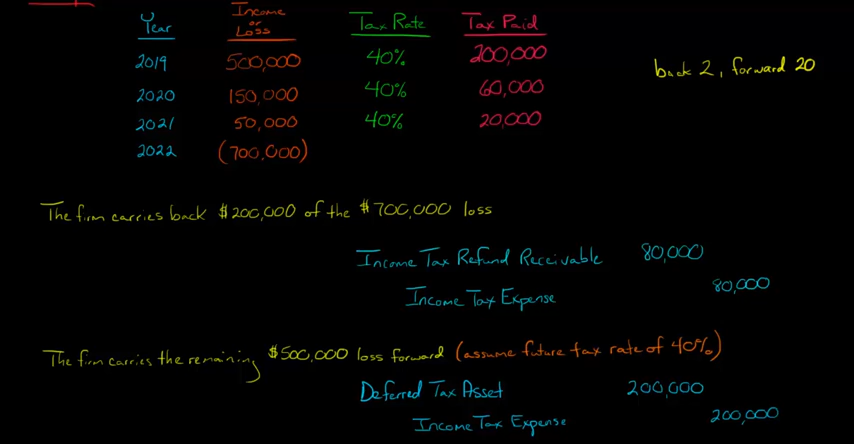 Year Income or Loss Tax Rate Tax Paid
2019 500,000 40% 200,000
back 2, forward 20
2020 150,000 40% 60,000
2021 50,000 40% 20,000
2022 (700,000)
The firm carries back $200,000 of the $700,000 loss
Income Tax Refund Receivable 80,000
Income Tax Expense 80,000
The firm carries the remaining $500,000 loss forward (assume future tax rate of 40%)
Deferred Tax Asset 200,000
Income Tax Expense 200,000